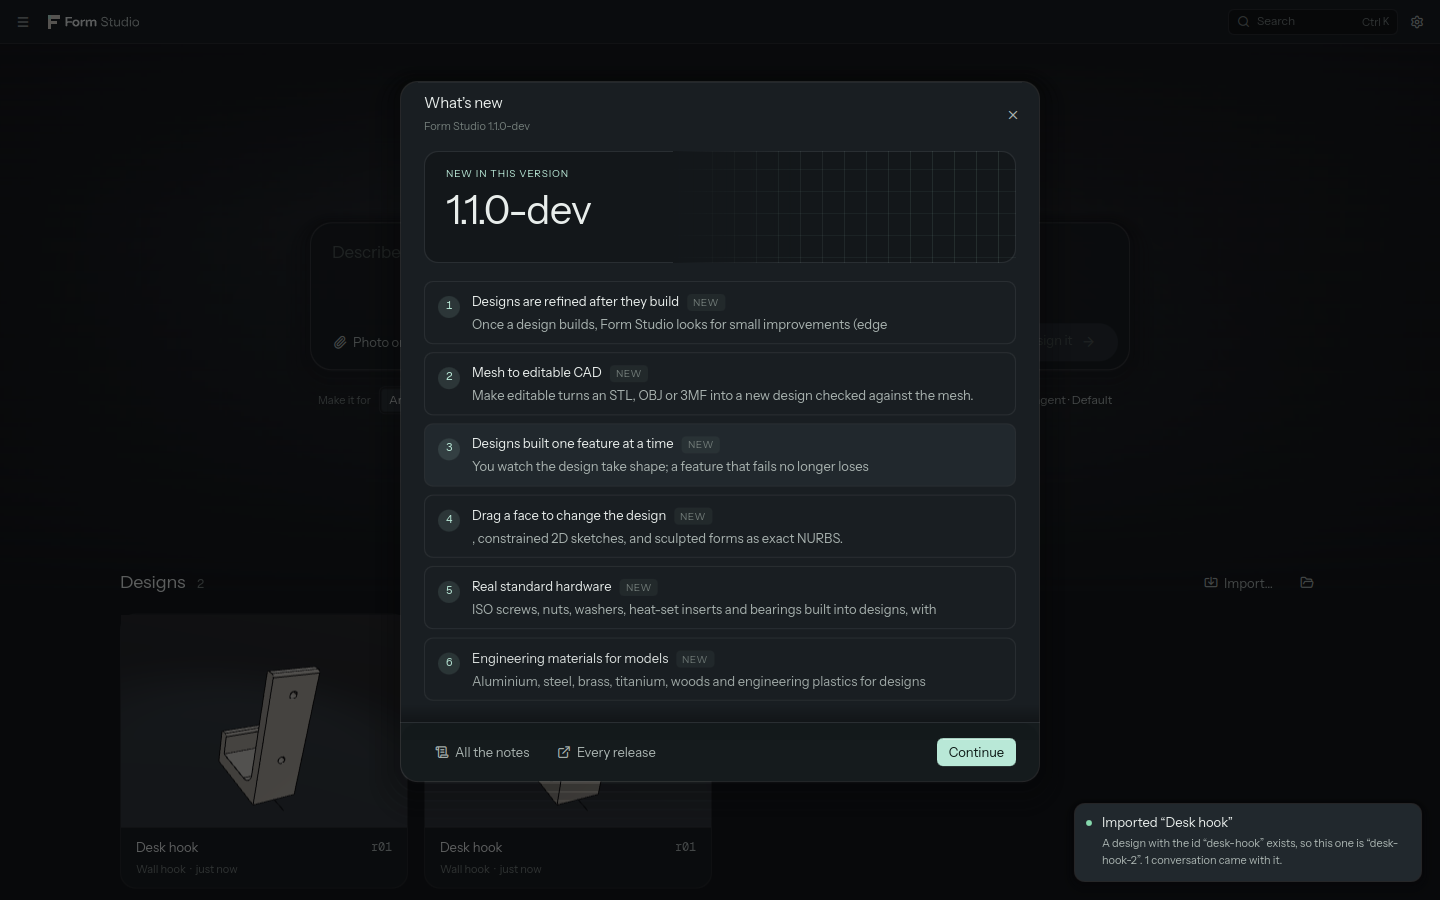 Form Studio
Search Ctrl K
What's new
Form Studio 1.1.0-dev
NEW IN THIS VERSION
1.1.0-dev
Describe
Photo or
Make it for
gent · Default
1 Designs are refined after they build NEW
Once a design builds, Form Studio looks for small improvements (edge
2 Mesh to editable CAD NEW
Make editable turns an STL, OBJ or 3MF into a new design checked against the mesh.
3 Designs built one feature at a time NEW
You watch the design take shape; a feature that fails no longer loses
4 Drag a face to change the design NEW
, constrained 2D sketches, and sculpted forms as exact NURBS.
5 Real standard hardware NEW
ISO screws, nuts, washers, heat-set inserts and bearings built into designs, with
6 Engineering materials for models NEW
Aluminium, steel, brass, titanium, woods and engineering plastics for designs
Designs 2
Import...
All the notes Every release Continue
Desk hook r01
Wall hook · just now
Desk hook r01
Wall hook · just now
Imported “Desk hook”
A design with the id “desk-hook” exists, so this one is “desk-
hook-2”. 1 conversation came with it.